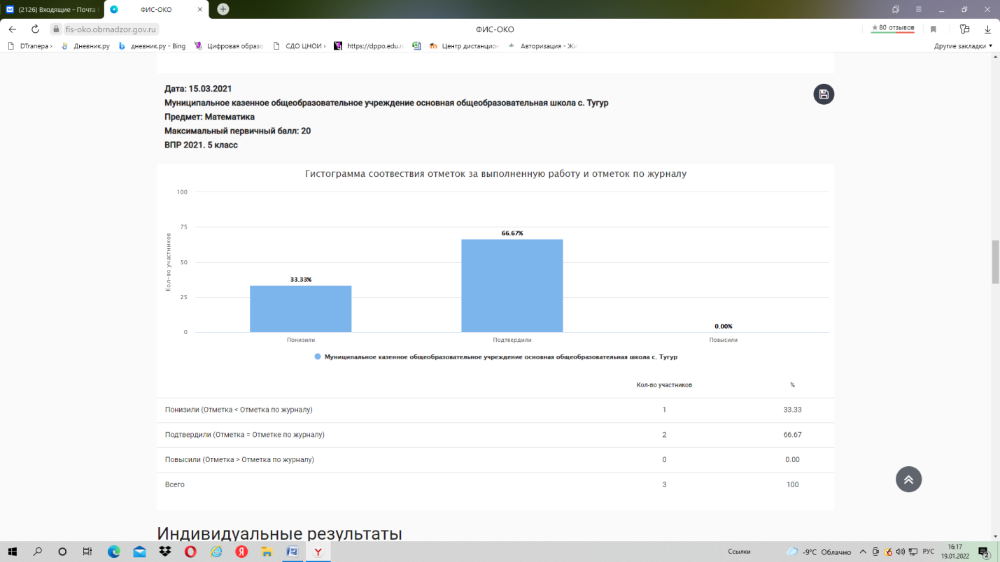 (2126) Входящие - Почта
ФИС-ОКО
fis-oko.obrnadzor.gov.ru
ФИС-ОКО
★ 80 отзывов
DTranepa ›
Дневник.ру
дневник.ру - Bing
Цифровая образо
СДО ЦНОИ ›
https://dppo.edu.ru
Центр дистанцион
Авторизация - Жи
Другие закладки ▾
Дата: 15.03.2021
Муниципальное казенное общеобразовательное учреждение основная общеобразовательная школа с. Тугур
Предмет: Математика
Максимальный первичный балл: 20
ВПР 2021. 5 класс
Гистограмма соотвествия отметок за выполненную работу и отметок по журналу
Кол-во участников
100
75
50
25
0
33.33%
66.67%
0.00%
Понизили
Подтвердили
Повысили
Муниципальное казенное общеобразовательное учреждение основная общеобразовательная школа с. Тугур
Кол-во участников %
Понизили (Отметка < Отметка по журналу) 1 33.33
Подтвердили (Отметка = Отметке по журналу) 2 66.67
Повысили (Отметка > Отметка по журналу) 0 0.00
Всего 3 100
Индивидуальные результаты
Ссылки
-9°C Облачно
РУС
16:17
19.01.2022
2